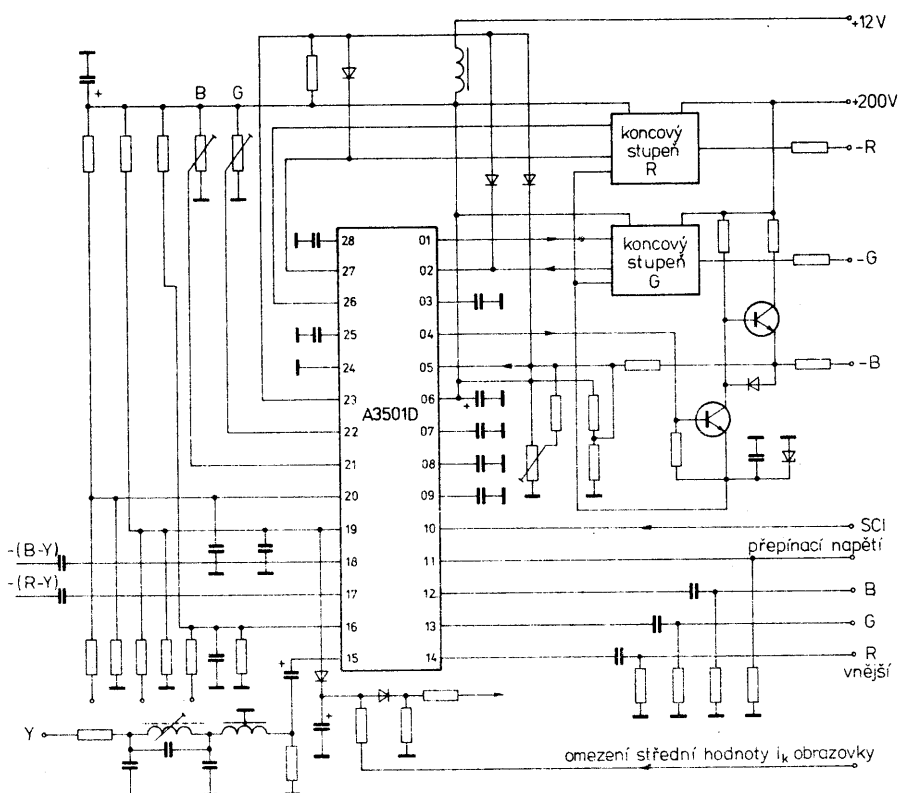 +12V
B G
+
+200V
koncový
stupeň
R
-R
koncový
stupeň
G
-G
28 01
27 02
26 03
25 04
24 05
-B
23 06
+
A3501D
22 07
21 08
20 09
19 10
SCI
-(B-Y)
18 11
přepínací napětí
-(R-Y)
17 12
B
16 13
G
15 14
R
vnější
+
+
Y
omezení střední hodnoty iₖ obrazovky